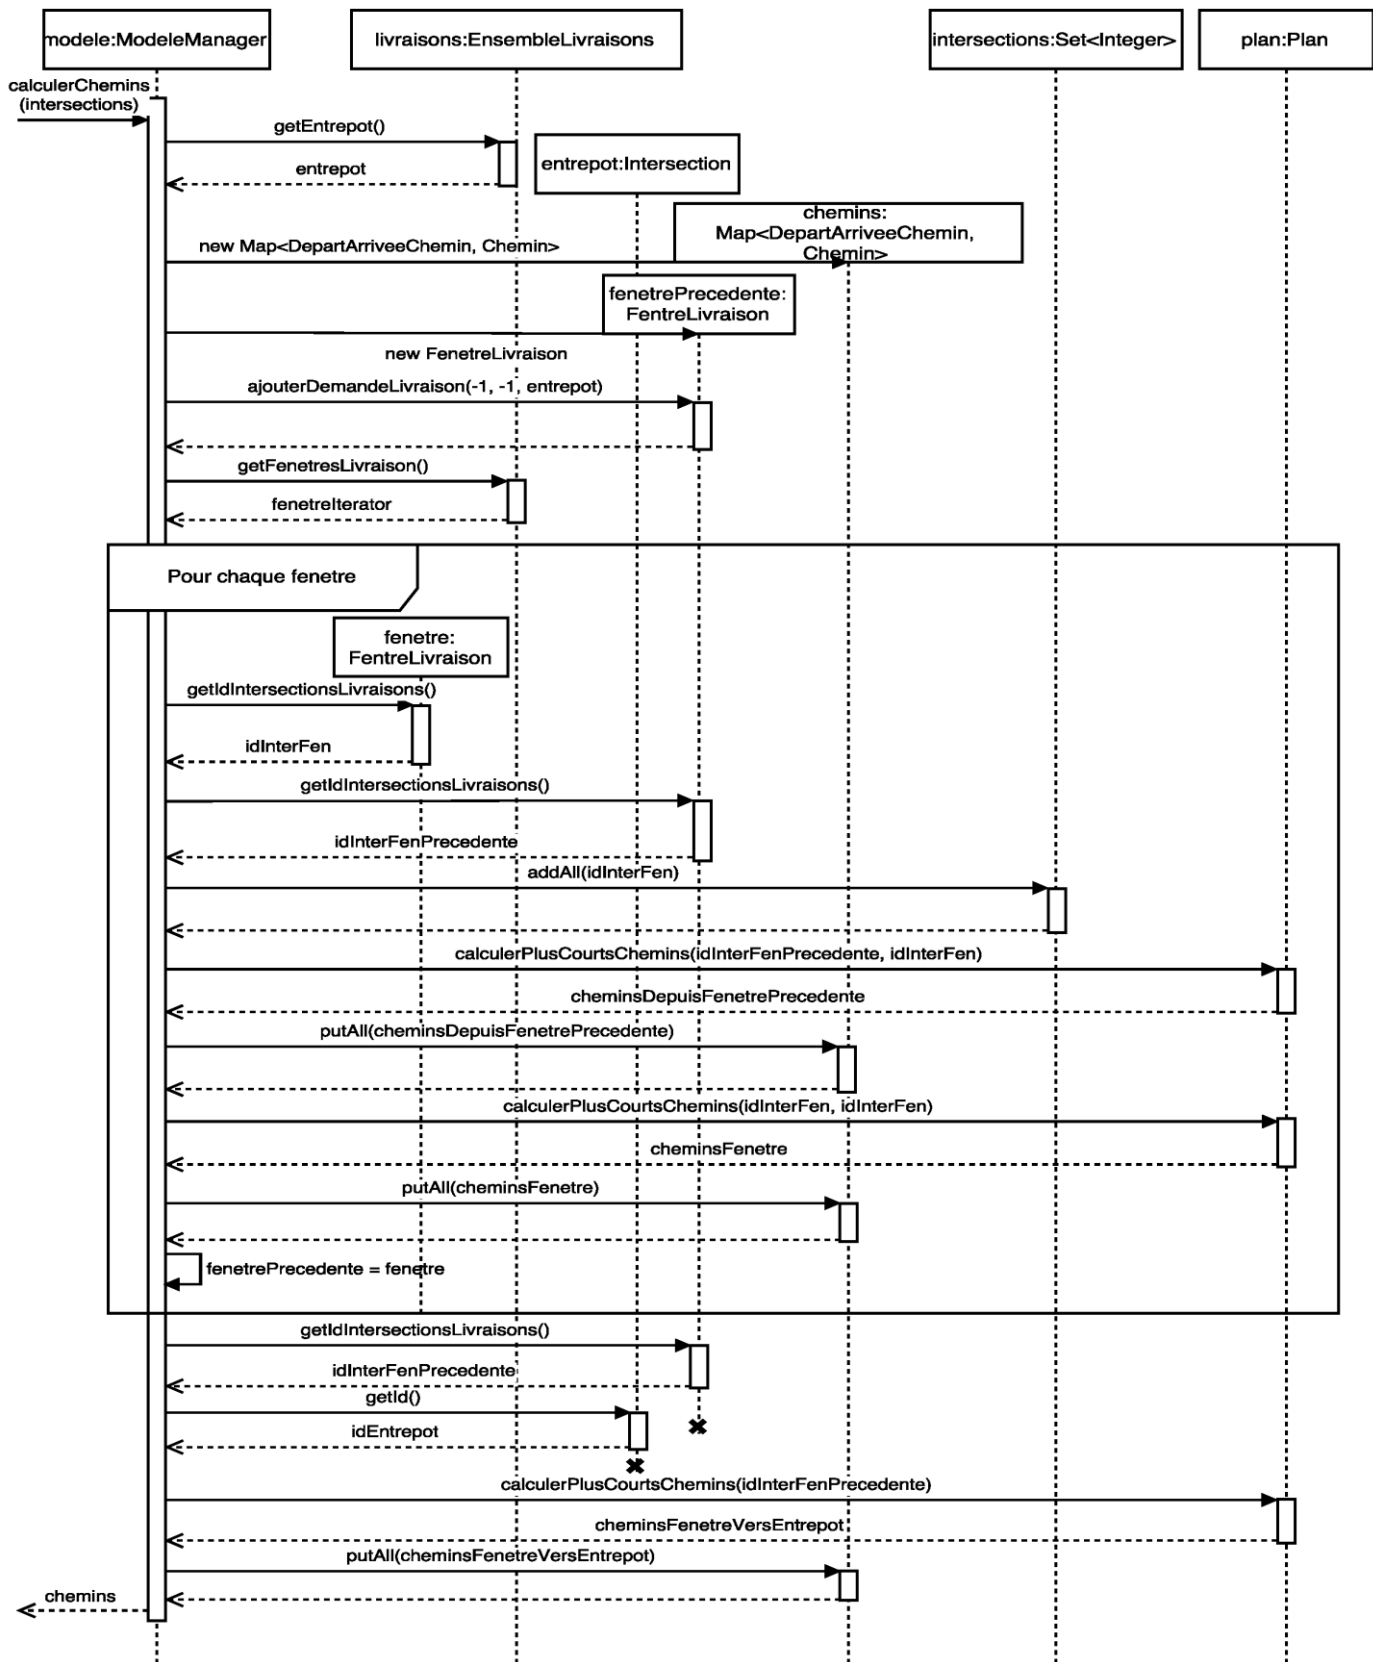 modele:ModeleManager
livraisons:EnsembleLivraisons
intersections:Set<Integer>
plan:Plan
calculerChemins
(intersections)
getEntrepot()
entrepot:Intersection
entrepot
chemins:
Map<DepartArriveeChemin,
Chemin>
new Map<DepartArriveeChemin, Chemin>
fenetrePrecedente:
FentreLivraison
new FenetreLivraison
ajouterDemandeLivraison(-1, -1, entrepot)
getFenetresLivraison()
fenetreIterator
Pour chaque fenetre
fenetre:
FentreLivraison
getIdIntersectionsLivraisons()
idInterFen
getIdIntersectionsLivraisons()
idInterFenPrecedente
addAll(idInterFen)
calculerPlusCourtsChemins(idInterFenPrecedente, idInterFen)
cheminsDepuisFenetrePrecedente
putAll(cheminsDepuisFenetrePrecedente)
calculerPlusCourtsChemins(idInterFen, idInterFen)
cheminsFenetre
putAll(cheminsFenetre)
fenetrePrecedente = fenetre
getIdIntersectionsLivraisons()
idInterFenPrecedente
getId()
idEntrepot
calculerPlusCourtsChemins(idInterFenPrecedente)
cheminsFenetreVersEntrepot
putAll(cheminsFenetreVersEntrepot)
chemins